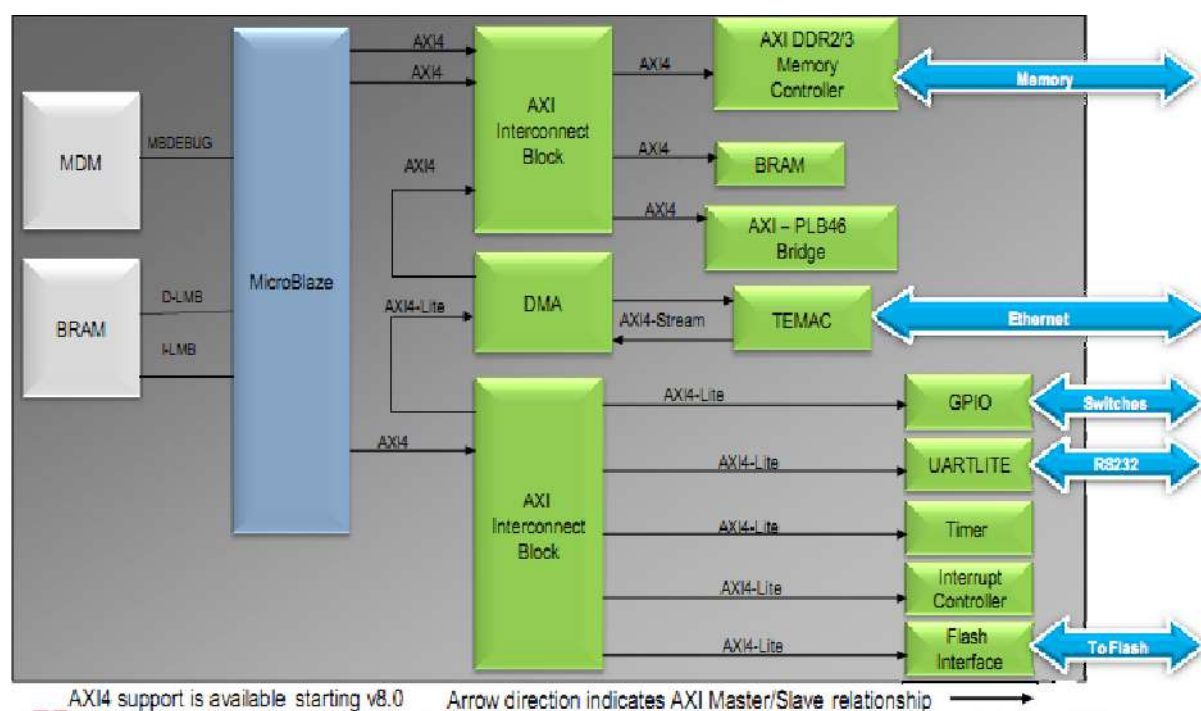 AXI4
AXI4
AXI DDR2/3
Memory
Controller
Memory
AXI4
AXI
Interconnect
Block
MDM
MBDEBUG
AXI4
AXI4
BRAM
AXI4
AXI – PLB46
Bridge
MicroBlaze
BRAM
D-LMB
I-LMB
AXI4-Lite
DMA
AXI4-Stream
TEMAC
Ethernet
AXI4-Lite
GPIO
Switches
AXI4
AXI4-Lite
UARTLITE
RS232
AXI
Interconnect
Block
AXI4-Lite
Timer
AXI4-Lite
Interrupt
Controller
AXI4-Lite
Flash
Interface
To Flash
AXI4 support is available starting v8.0
Arrow direction indicates AXI Master/Slave relationship